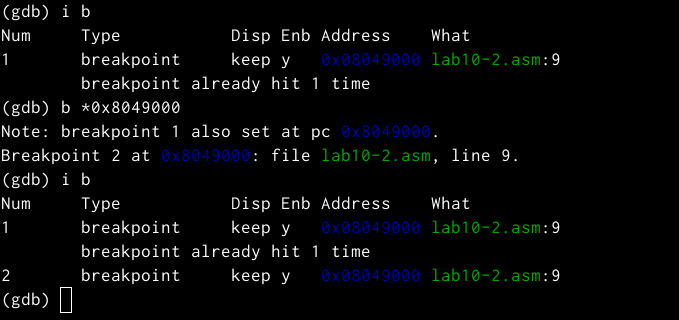 (gdb) i b
Num     Type           Disp Enb Address    What
1       breakpoint     keep y   0x08049000 lab10-2.asm:9
        breakpoint already hit 1 time
(gdb) b *0x8049000
Note: breakpoint 1 also set at pc 0x8049000.
Breakpoint 2 at 0x8049000: file lab10-2.asm, line 9.
(gdb) i b
Num     Type           Disp Enb Address    What
1       breakpoint     keep y   0x08049000 lab10-2.asm:9
        breakpoint already hit 1 time
2       breakpoint     keep y   0x08049000 lab10-2.asm:9
(gdb)